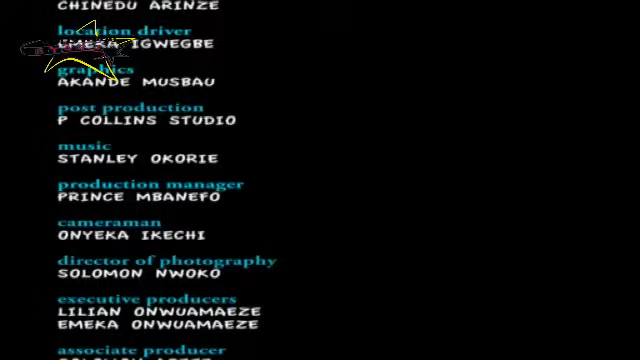 CHINEDU ARINZE
location driver
EMEKA IGWEGBE
graphics
AKANDE MUSBAU
post production
P COLLINS STUDIO
music
STANLEY OKORIE
production manager
PRINCE MBANEFO
cameraman
ONYEKA IKECHI
director of photography
SOLOMON NWOKO
executive producers
LILIAN ONWUAMAEZE
EMEKA ONWUAMAEZE
associate producer